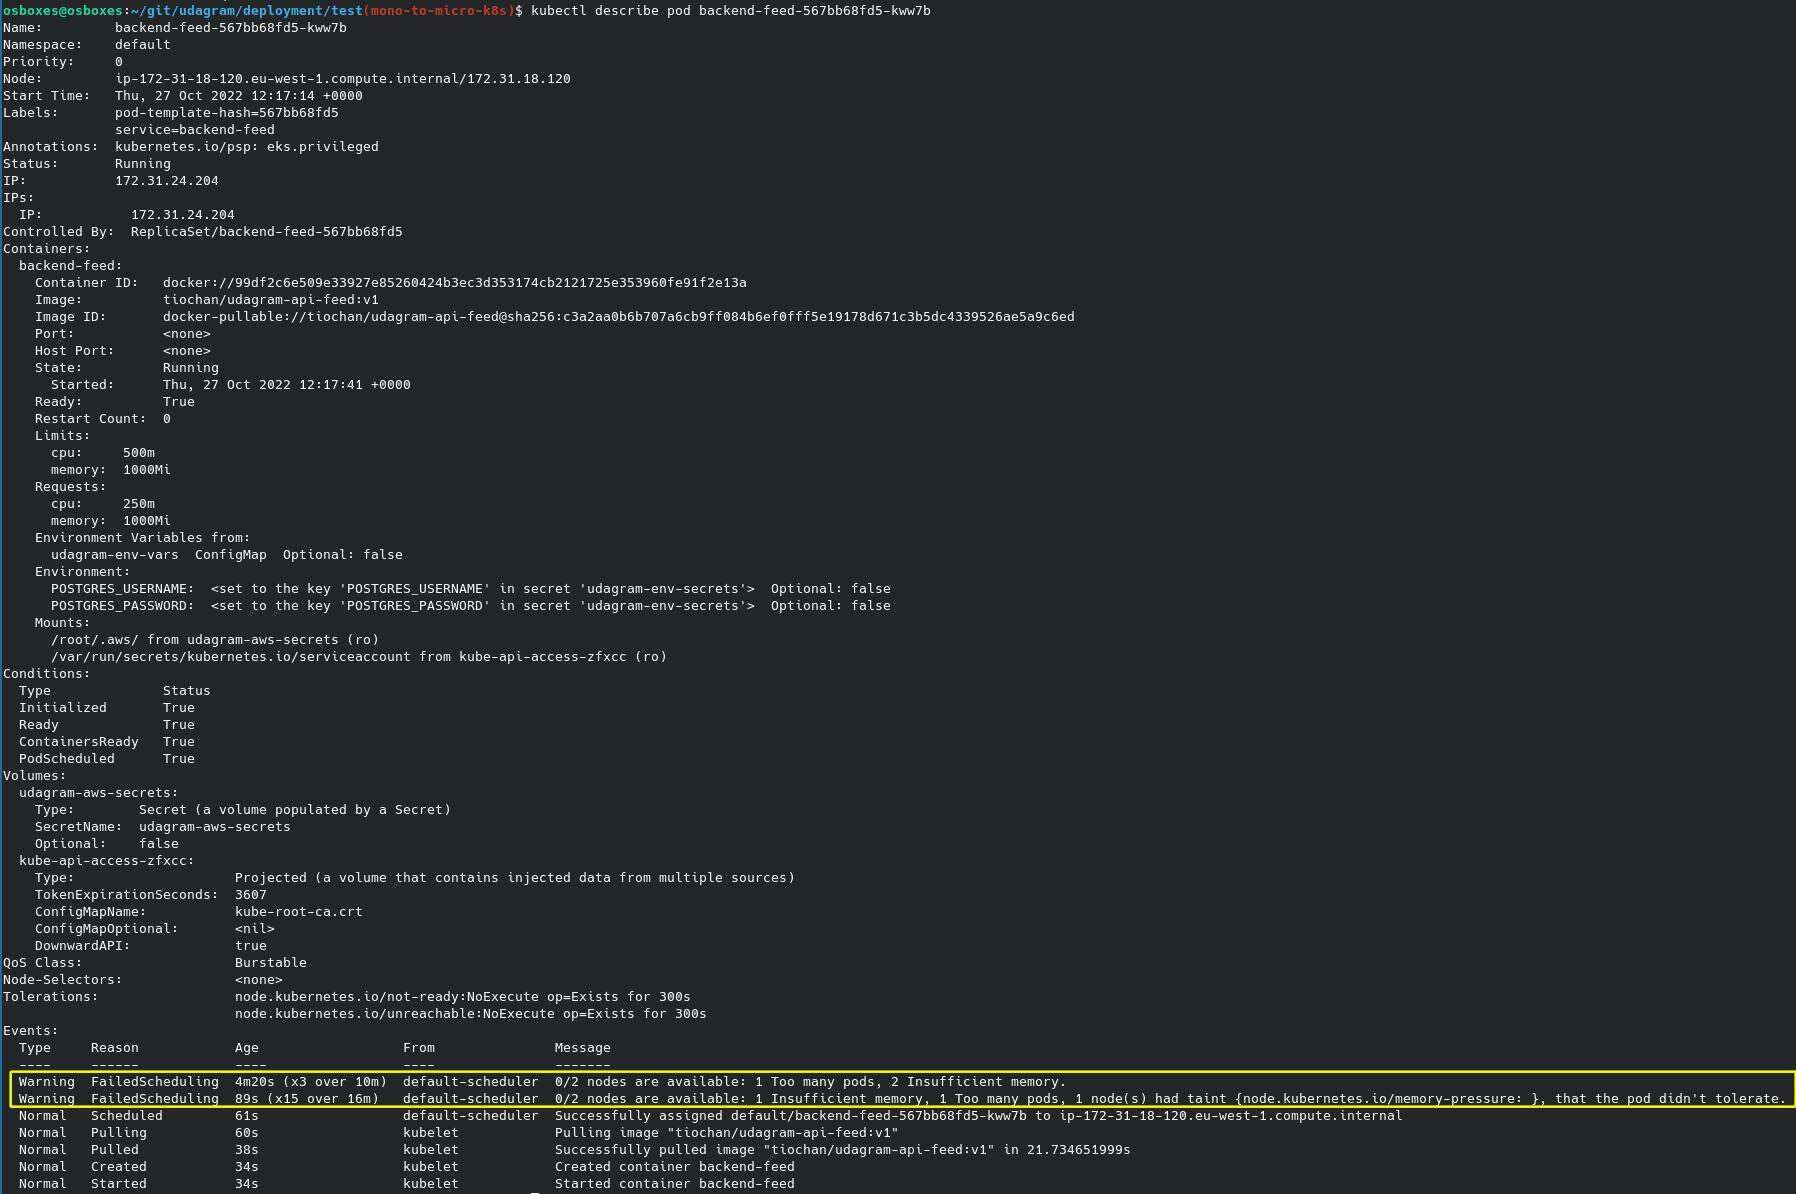 osboxes@osboxes:~/git/udagram/deployment/test(mono-to-micro-k8s)$ kubectl describe pod backend-feed-567bb68fd5-kww7b
Name:         backend-feed-567bb68fd5-kww7b
Namespace:    default
Priority:     0
Node:         ip-172-31-18-120.eu-west-1.compute.internal/172.31.18.120
Start Time:   Thu, 27 Oct 2022 12:17:14 +0000
Labels:       pod-template-hash=567bb68fd5
              service=backend-feed
Annotations:  kubernetes.io/psp: eks.privileged
Status:       Running
IP:           172.31.24.204
IPs:
  IP:           172.31.24.204
Controlled By:  ReplicaSet/backend-feed-567bb68fd5
Containers:
  backend-feed:
    Container ID:   docker://99df2c6e509e33927e85260424b3ec3d353174cb2121725e353960fe91f2e13a
    Image:          tiochan/udagram-api-feed:v1
    Image ID:       docker-pullable://tiochan/udagram-api-feed@sha256:c3a2aa0b6b707a6cb9ff084b6ef0fff5e19178d671c3b5dc4339526ae5a9c6ed
    Port:           <none>
    Host Port:      <none>
    State:          Running
      Started:      Thu, 27 Oct 2022 12:17:41 +0000
    Ready:          True
    Restart Count:  0
    Limits:
      cpu:     500m
      memory:  1000Mi
    Requests:
      cpu:     250m
      memory:  1000Mi
    Environment Variables from:
      udagram-env-vars  ConfigMap  Optional: false
    Environment:
      POSTGRES_USERNAME:  <set to the key 'POSTGRES_USERNAME' in secret 'udagram-env-secrets'>  Optional: false
      POSTGRES_PASSWORD:  <set to the key 'POSTGRES_PASSWORD' in secret 'udagram-env-secrets'>  Optional: false
    Mounts:
      /root/.aws/ from udagram-aws-secrets (ro)
      /var/run/secrets/kubernetes.io/serviceaccount from kube-api-access-zfxcc (ro)
Conditions:
  Type              Status
  Initialized       True
  Ready             True
  ContainersReady   True
  PodScheduled      True
Volumes:
  udagram-aws-secrets:
    Type:        Secret (a volume populated by a Secret)
    SecretName:  udagram-aws-secrets
    Optional:    false
  kube-api-access-zfxcc:
    Type:                    Projected (a volume that contains injected data from multiple sources)
    TokenExpirationSeconds:  3607
    ConfigMapName:           kube-root-ca.crt
    ConfigMapOptional:       <nil>
    DownwardAPI:             true
QoS Class:                   Burstable
Node-Selectors:              <none>
Tolerations:                 node.kubernetes.io/not-ready:NoExecute op=Exists for 300s
                             node.kubernetes.io/unreachable:NoExecute op=Exists for 300s
Events:
  Type     Reason            Age                  From               Message
  ----     ------            ----                 ----               -------
  Warning  FailedScheduling  4m20s (x3 over 10m)  default-scheduler  0/2 nodes are available: 1 Too many pods, 2 Insufficient memory.
  Warning  FailedScheduling  89s (x15 over 16m)   default-scheduler  0/2 nodes are available: 1 Insufficient memory, 1 Too many pods, 1 node(s) had taint {node.kubernetes.io/memory-pressure: }, that the pod didn't tolerate.
  Normal   Scheduled         61s                  default-scheduler  Successfully assigned default/backend-feed-567bb68fd5-kww7b to ip-172-31-18-120.eu-west-1.compute.internal
  Normal   Pulling           60s                  kubelet            Pulling image "tiochan/udagram-api-feed:v1"
  Normal   Pulled            38s                  kubelet            Successfully pulled image "tiochan/udagram-api-feed:v1" in 21.734651999s
  Normal   Created           34s                  kubelet            Created container backend-feed
  Normal   Started           34s                  kubelet            Started container backend-feed